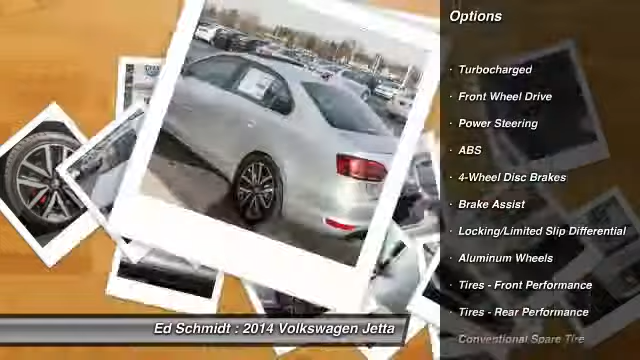 Options
Turbocharged
Front Wheel Drive
Power Steering
ABS
4-Wheel Disc Brakes
Brake Assist
Locking/Limited Slip Differential
Aluminum Wheels
Tires - Front Performance
Tires - Rear Performance
Conventional Spare Tire
Ed Schmidt : 2014 Volkswagen Jetta